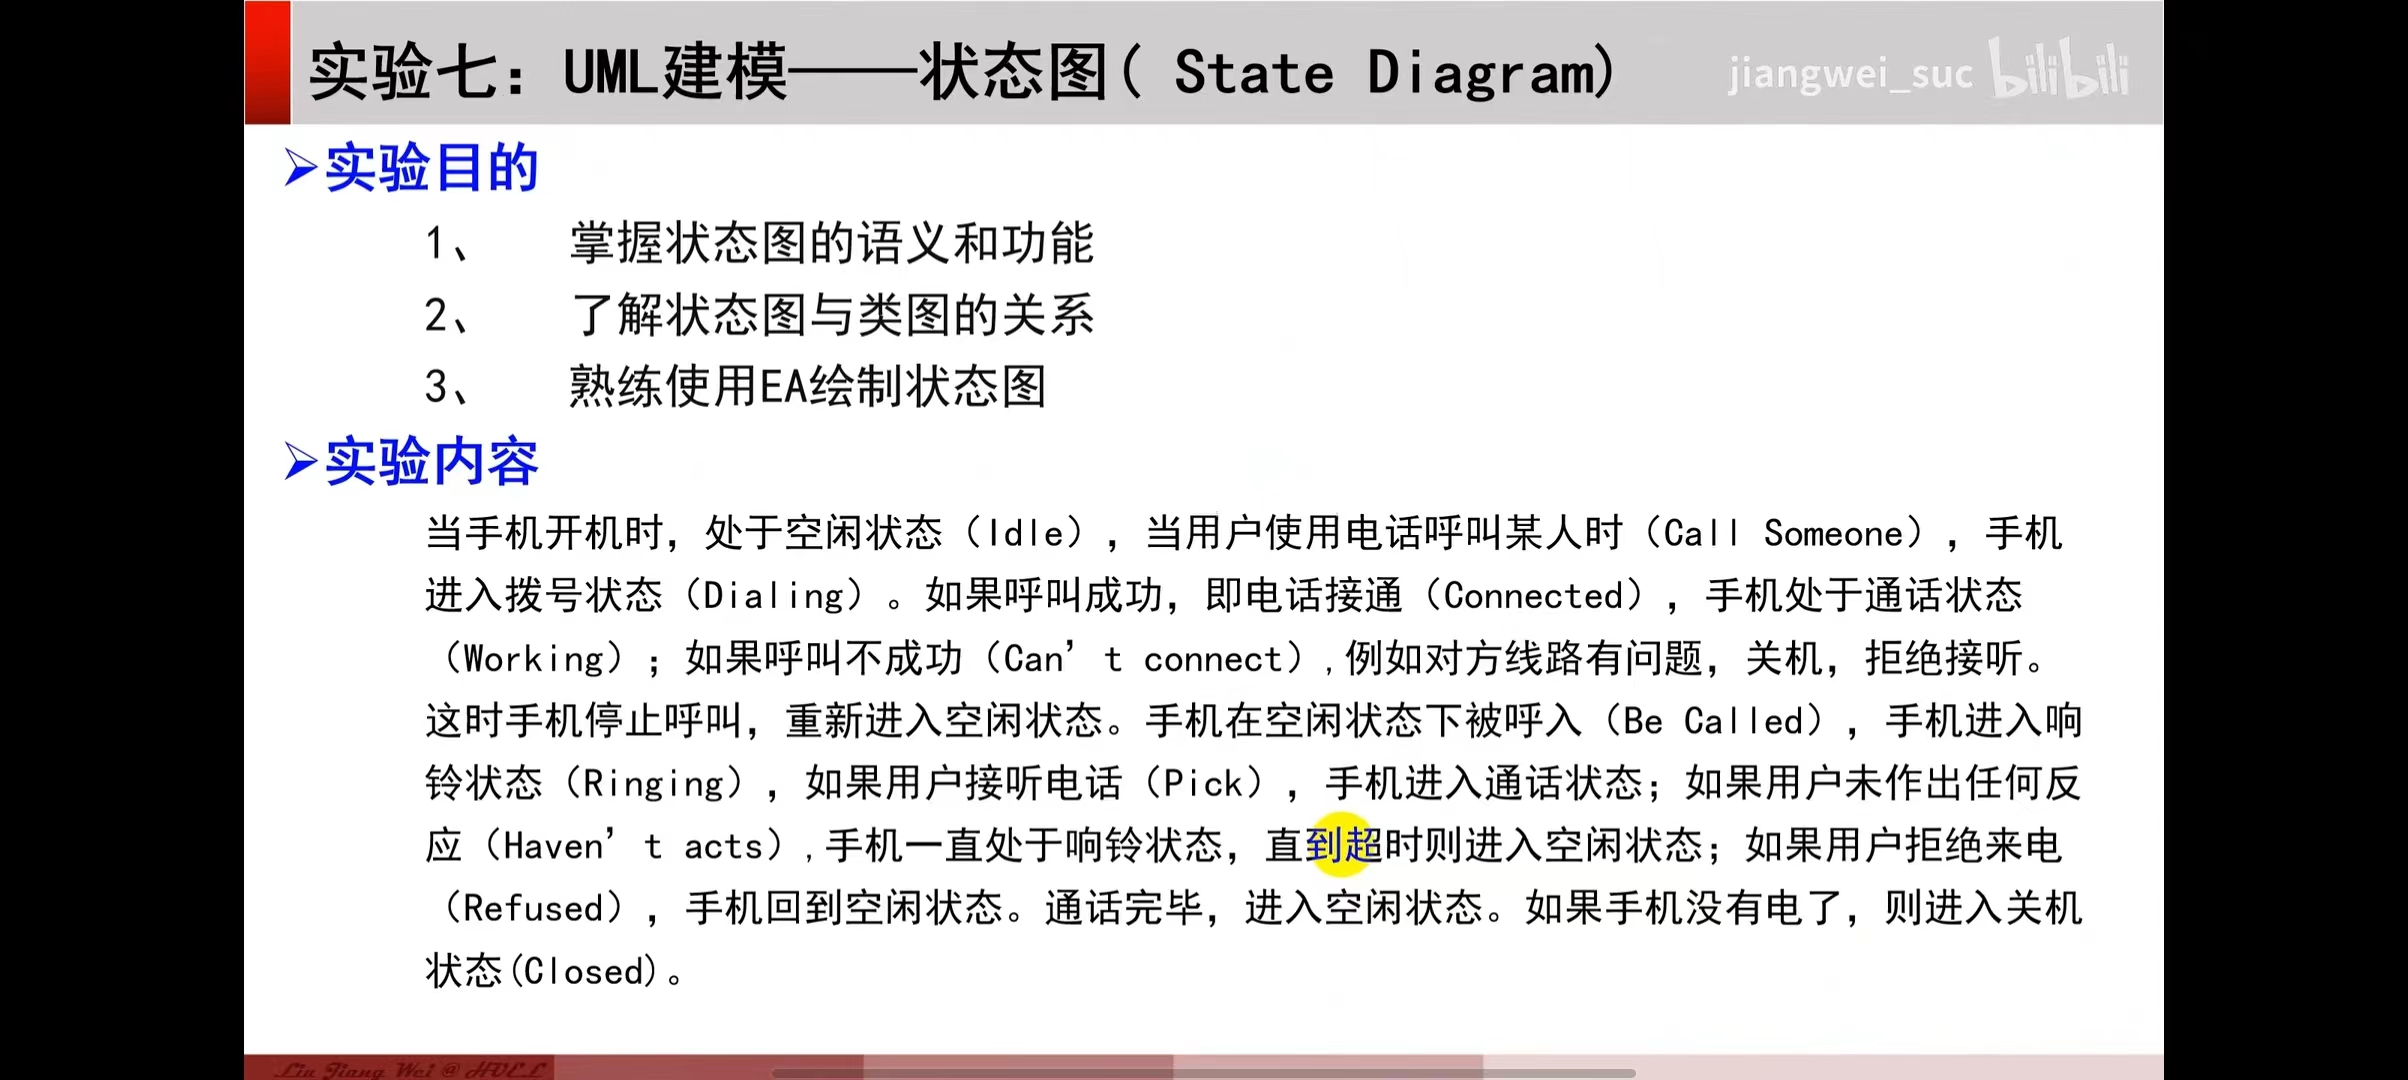 实验七：UML建模——状态图( State Diagram)
jiangwei_suc bilibili
➢实验目的
1、 掌握状态图的语义和功能
2、 了解状态图与类图的关系
3、 熟练使用EA绘制状态图
➢实验内容
当手机开机时，处于空闲状态（Idle），当用户使用电话呼叫某人时（Call Someone），手机
进入拨号状态（Dialing）。如果呼叫成功，即电话接通（Connected），手机处于通话状态
（Working）；如果呼叫不成功（Can’t connect）,例如对方线路有问题，关机，拒绝接听。
这时手机停止呼叫，重新进入空闲状态。手机在空闲状态下被呼入（Be Called），手机进入响
铃状态（Ringing），如果用户接听电话（Pick），手机进入通话状态；如果用户未作出任何反
应（Haven’t acts）,手机一直处于响铃状态，直到超时则进入空闲状态；如果用户拒绝来电
（Refused），手机回到空闲状态。通话完毕，进入空闲状态。如果手机没有电了，则进入关机
状态(Closed)。
Liu Jiang Wei @ HUEL